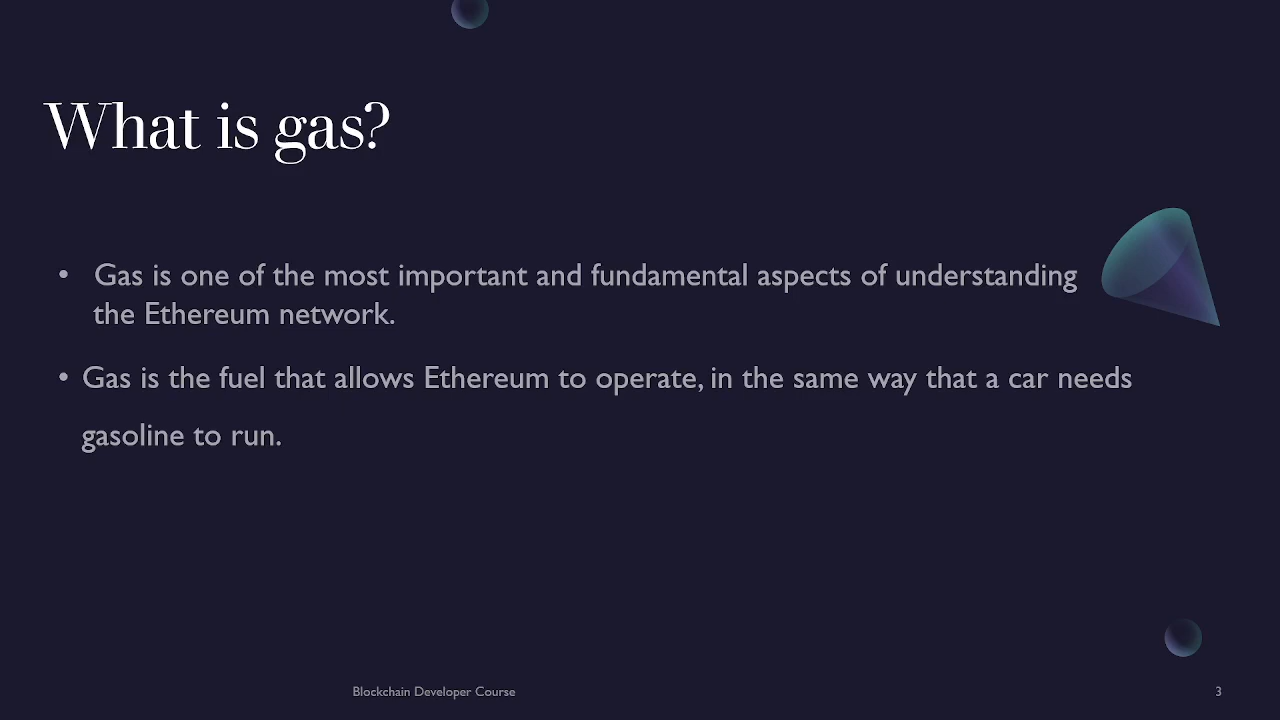 What is gas?
• Gas is one of the most important and fundamental aspects of understanding
the Ethereum network.
• Gas is the fuel that allows Ethereum to operate, in the same way that a car needs
gasoline to run.
Blockchain Developer Course
3